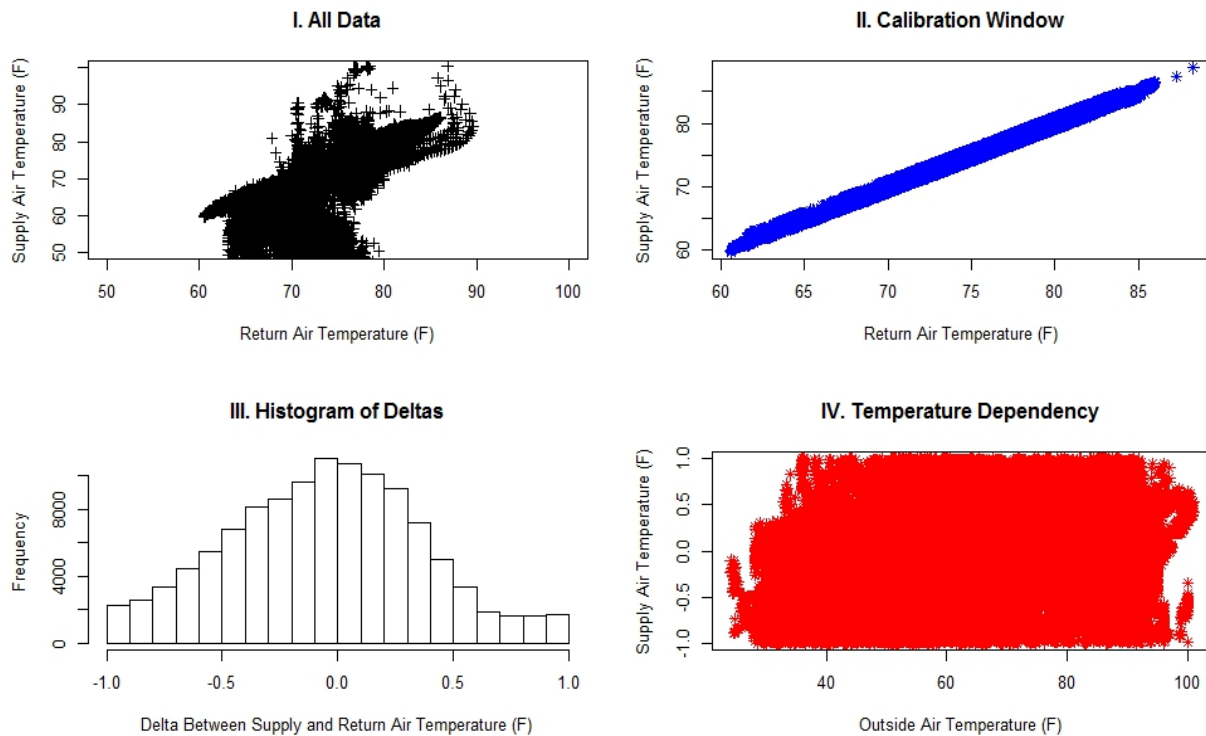 I. All Data
Supply Air Temperature (F)
50 60 70 80 90
50 60 70 80 90 100
Return Air Temperature (F)
II. Calibration Window
Supply Air Temperature (F)
60 70 80
60 65 70 75 80 85
Return Air Temperature (F)
III. Histogram of Deltas
Frequency
0 4000 8000
-1.0 -0.5 0.0 0.5 1.0
Delta Between Supply and Return Air Temperature (F)
IV. Temperature Dependency
Supply Air Temperature (F)
-1.0 -0.5 0.0 0.5 1.0
40 60 80 100
Outside Air Temperature (F)